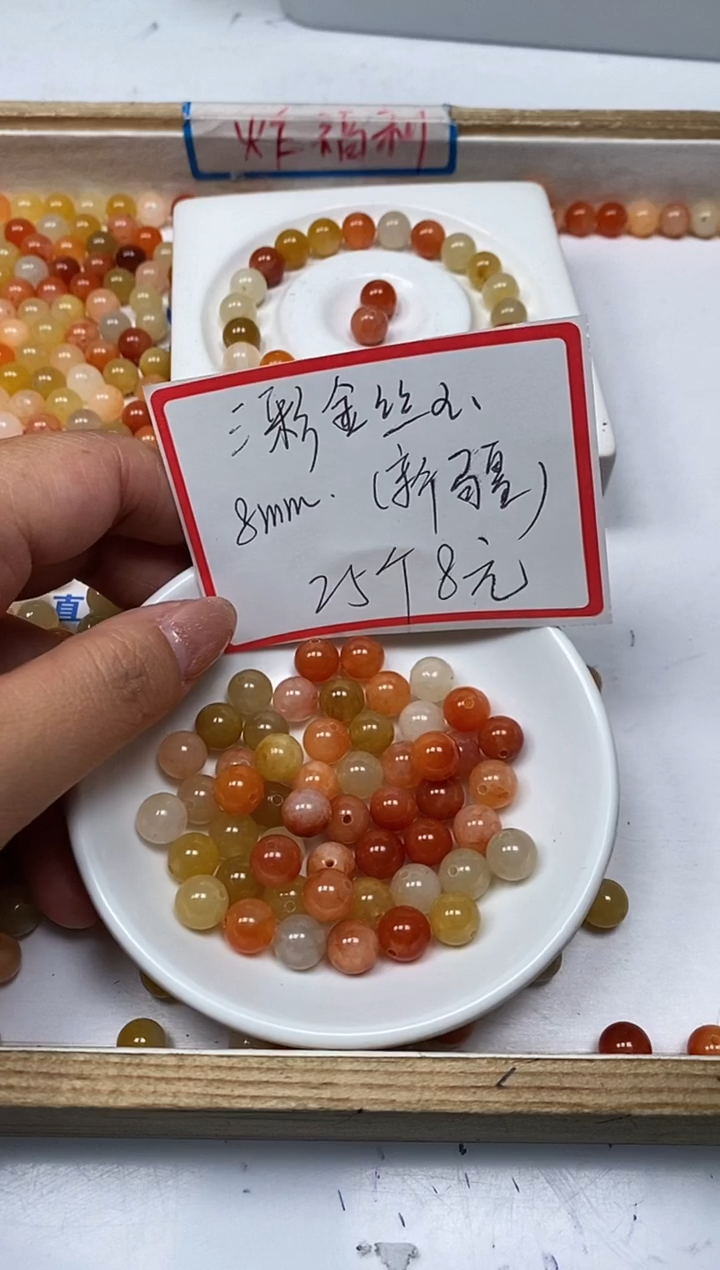 炸福利
三彩金丝玉
8mm. (新疆)
25个8元
直